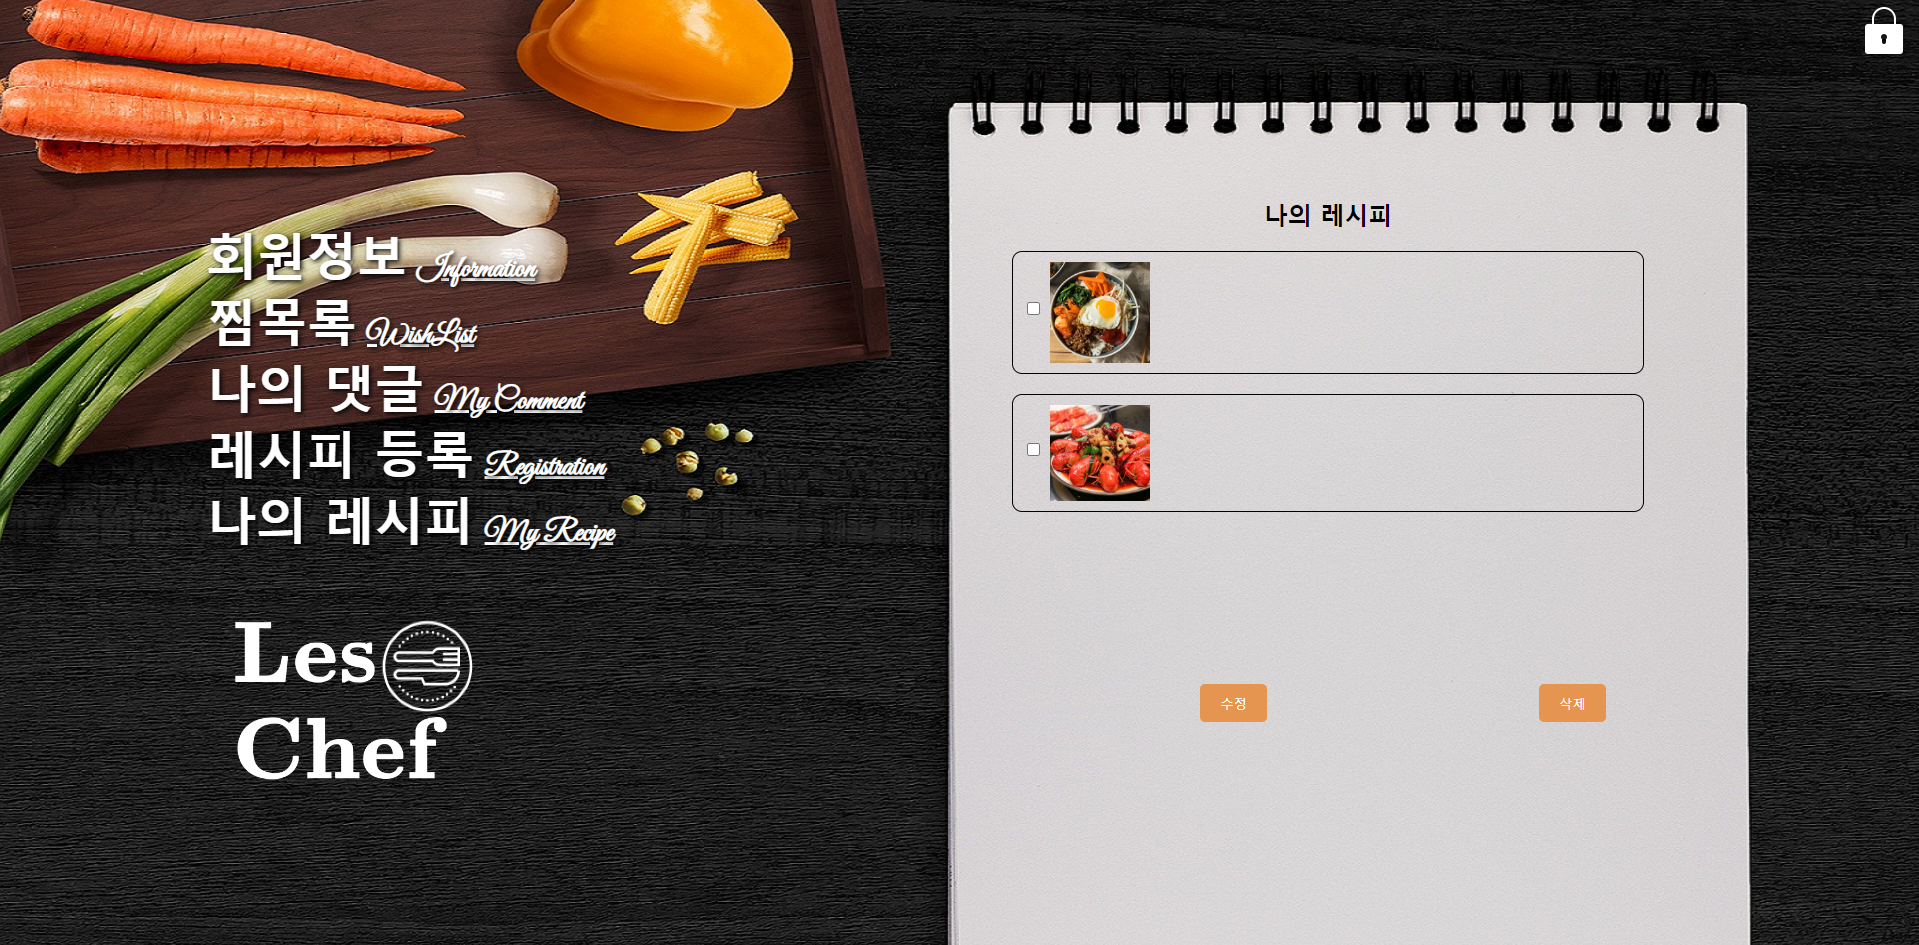 회원정보 Information
찜목록 WishList
나의 댓글 My Comment
레시피 등록 Registration
나의 레시피 My Recipe
Les
Chef
나의 레시피
수정
삭제